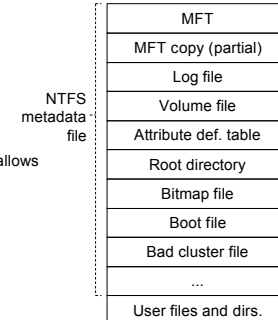 MFT
MFT copy (partial)
Log file
NTFS
metadata
file
Volume file
Attribute def. table
allows
Root directory
Bitmap file
Boot file
Bad cluster file
...
User files and dirs.